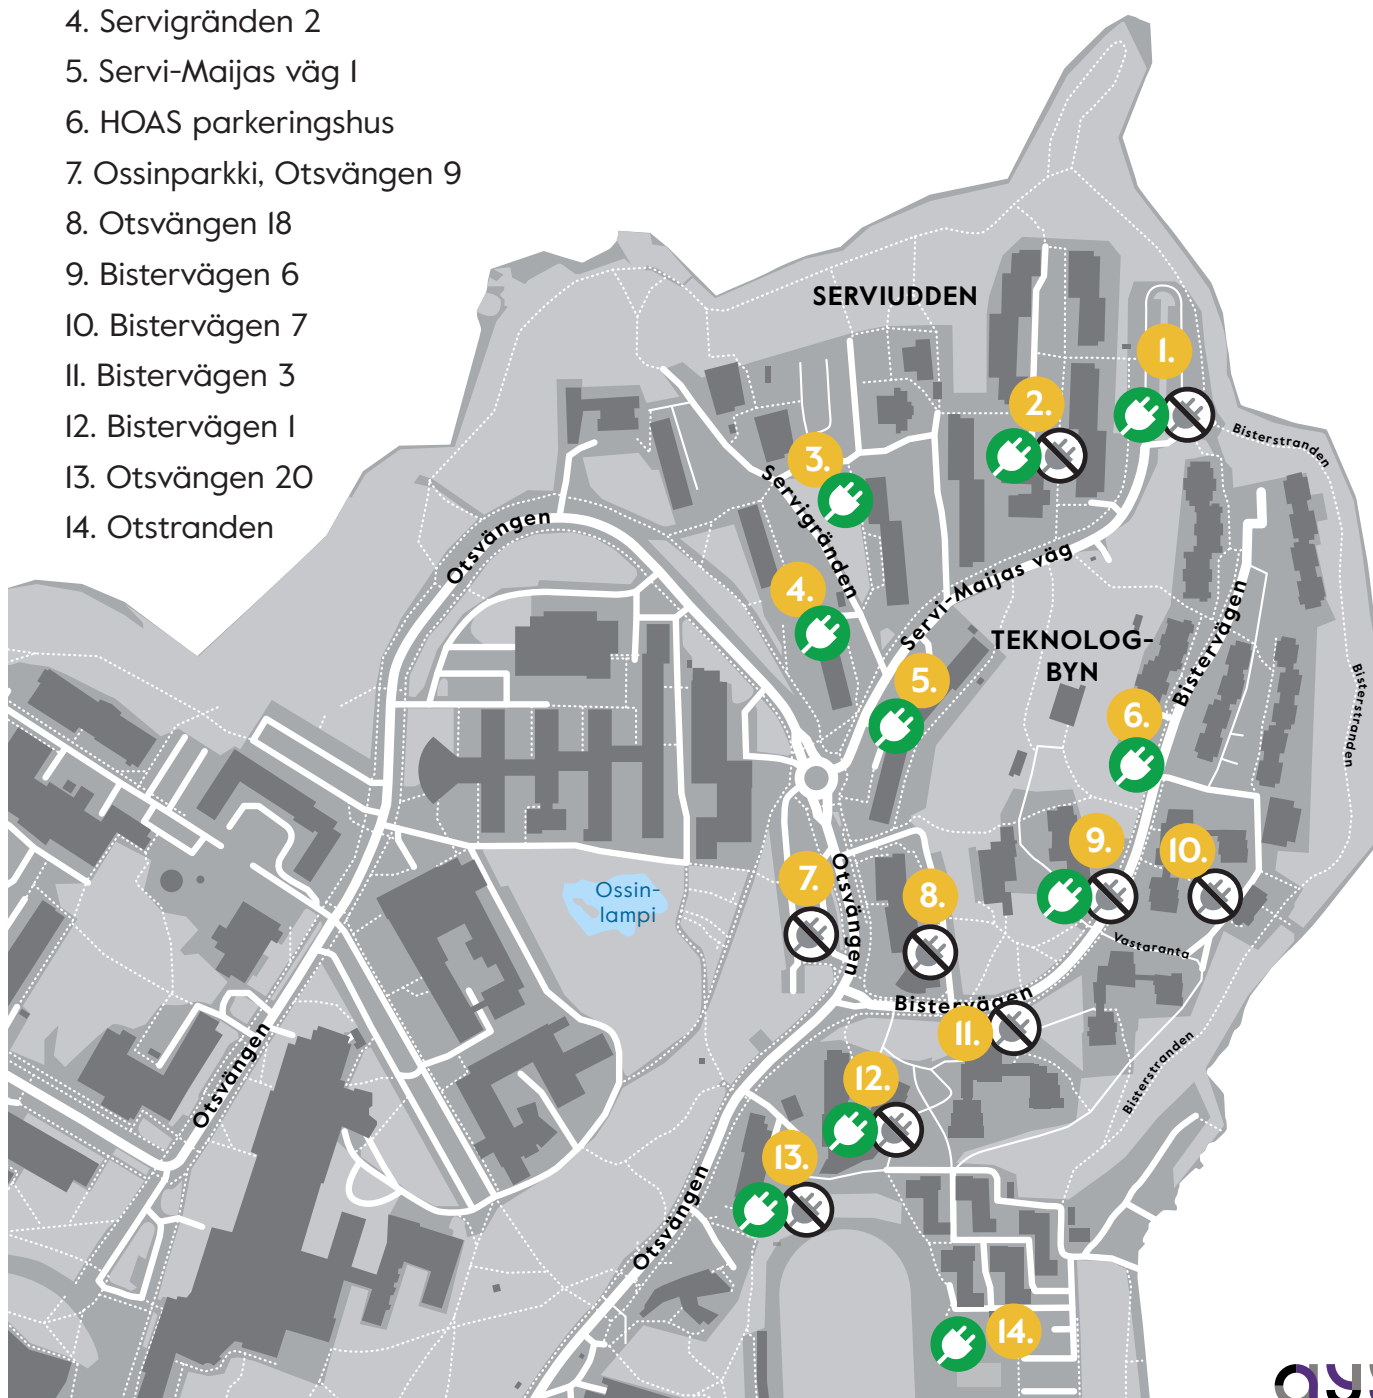 4. Servigränden 2
5. Servi-Maijas väg 1
6. HOAS parkeringshus
7. Ossinparkki, Otsvängen 9
8. Otsvängen 18
9. Bistervägen 6
10. Bistervägen 7
11. Bistervägen 3
12. Bistervägen 1
13. Otsvängen 20
14. Otstranden
SERVIUDDEN
1.
2.
Bisterstranden
3.
Servigränden
Otsvängen
Servi-Maijas väg
4.
Bistervägen
TEKNOLOG-
BYN
5.
6.
Bisterstranden
9.
10.
7.
Otsvängen
8.
Ossin-
lampi
Vastaranta
Bistervägen
11.
Otsvängen
12.
Bisterstranden
13.
Otsvängen
14.